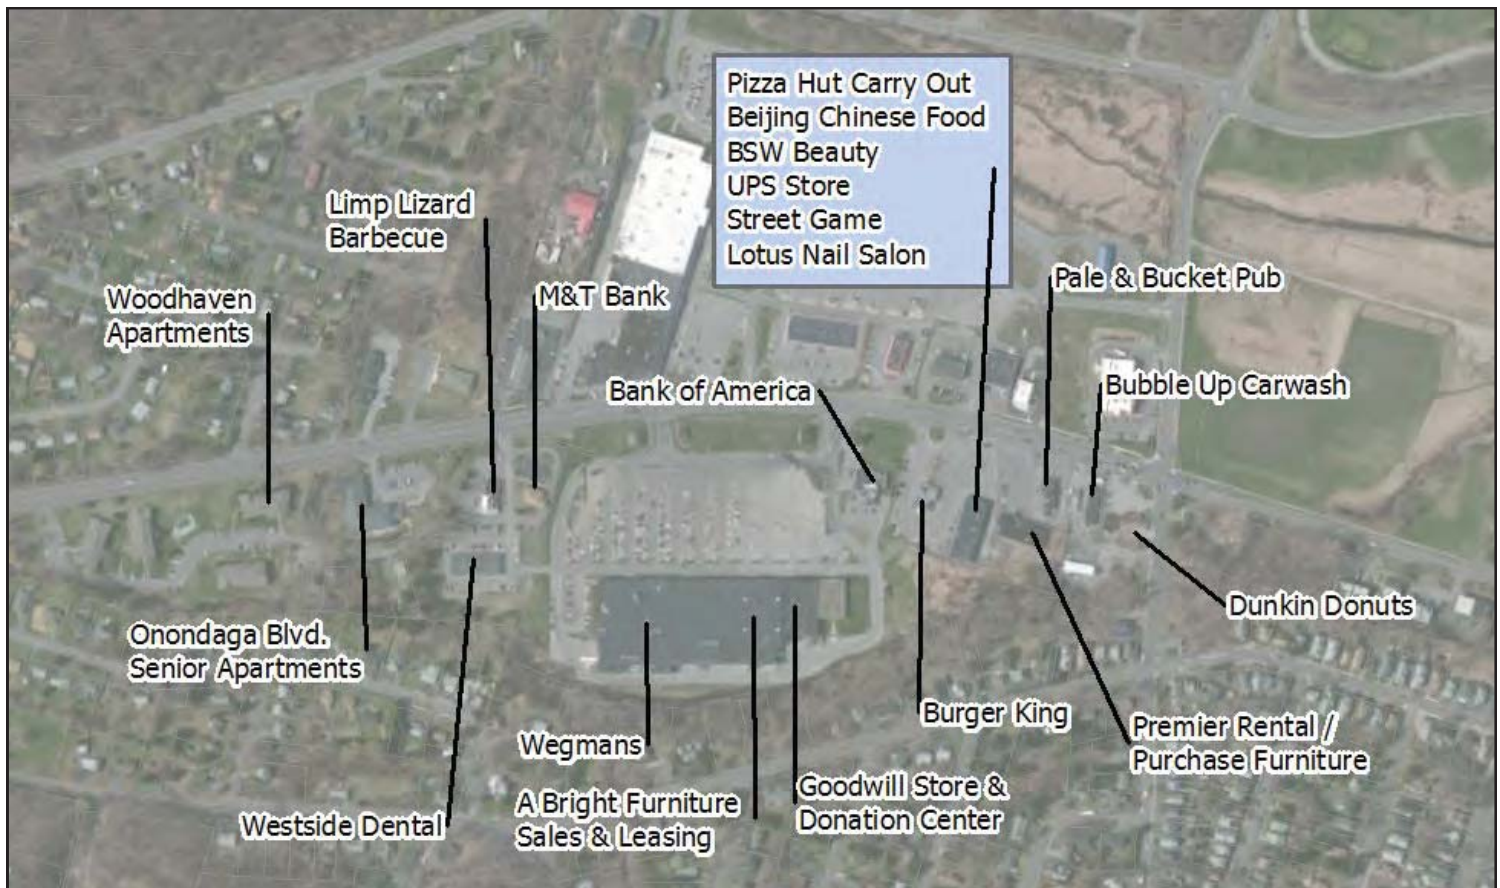 Pizza Hut Carry Out
Beijing Chinese Food
BSW Beauty
UPS Store
Street Game
Lotus Nail Salon
Limp Lizard
Barbecue
Woodhaven
Apartments
M&T Bank
Pale & Bucket Pub
Bank of America
Bubble Up Carwash
Onondaga Blvd.
Senior Apartments
Dunkin Donuts
Burger King
Premier Rental /
Purchase Furniture
Wegmans
A Bright Furniture
Sales & Leasing
Goodwill Store &
Donation Center
Westside Dental